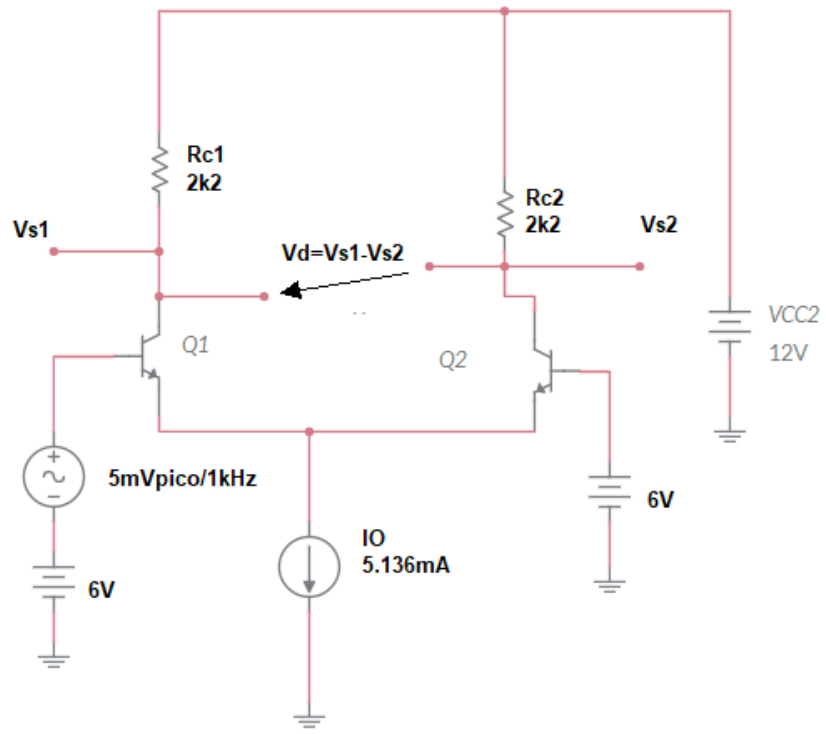 Rc1
2k2
Rc2
2k2
Vs1
Vs2
Vd=Vs1-Vs2
VCC2
12V
Q1
Q2
5mVpico/1kHz
6V
6V
IO
5.136mA